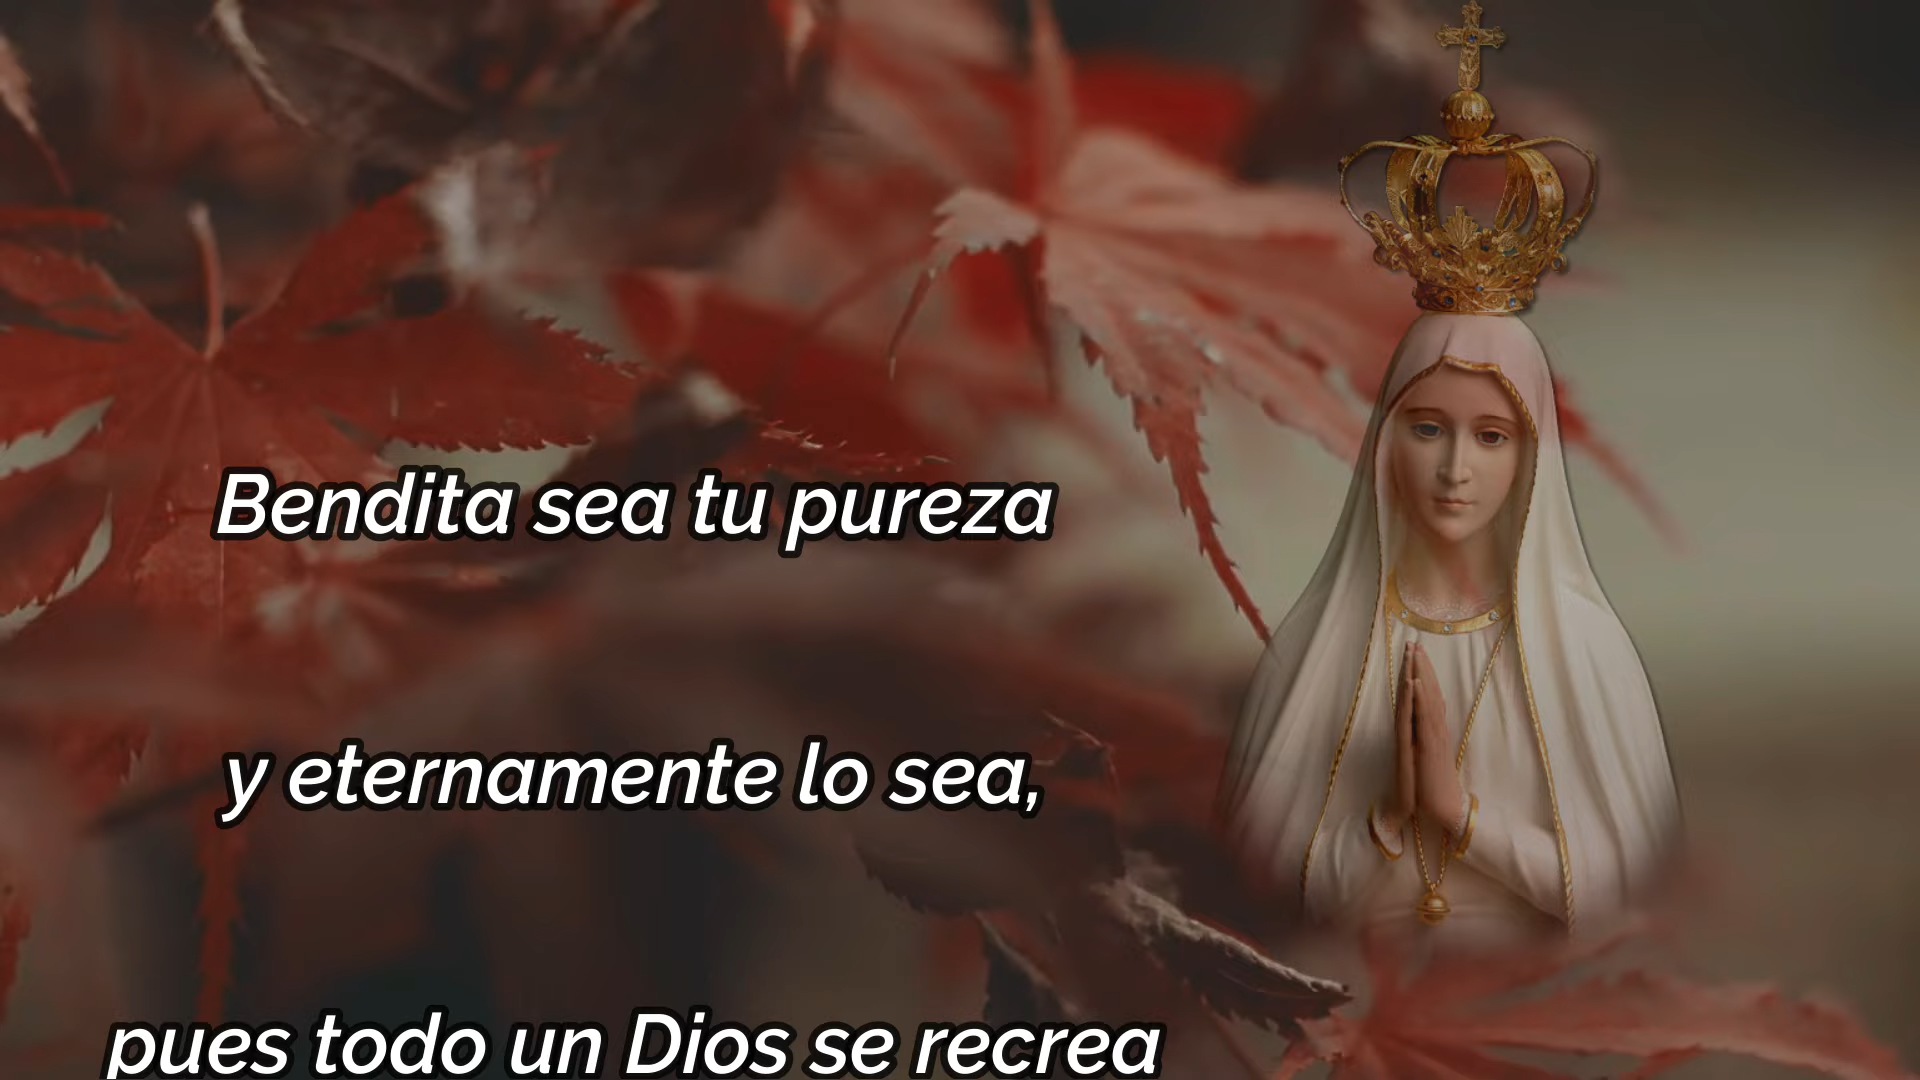 Bendita sea tu pureza
y eternamente lo sea,
pues todo un Dios se recrea